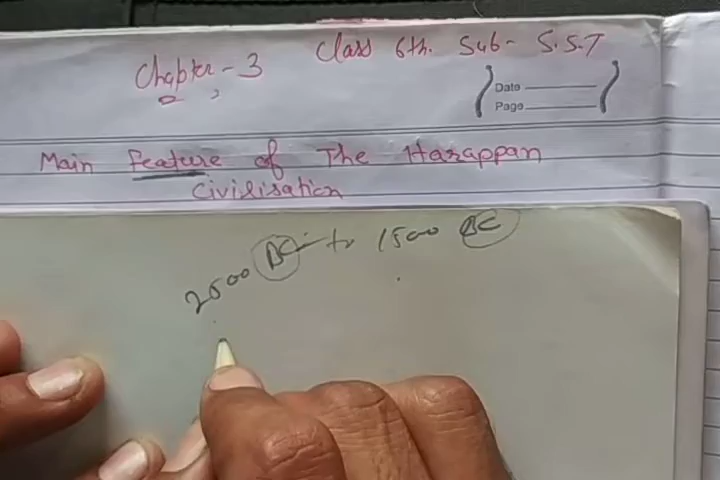 Class 6th. Sub- S.S.T
Chapter-3
Date
Page
Main Feature of The Harappan
Civilisation
2500 BC to 1500 BC